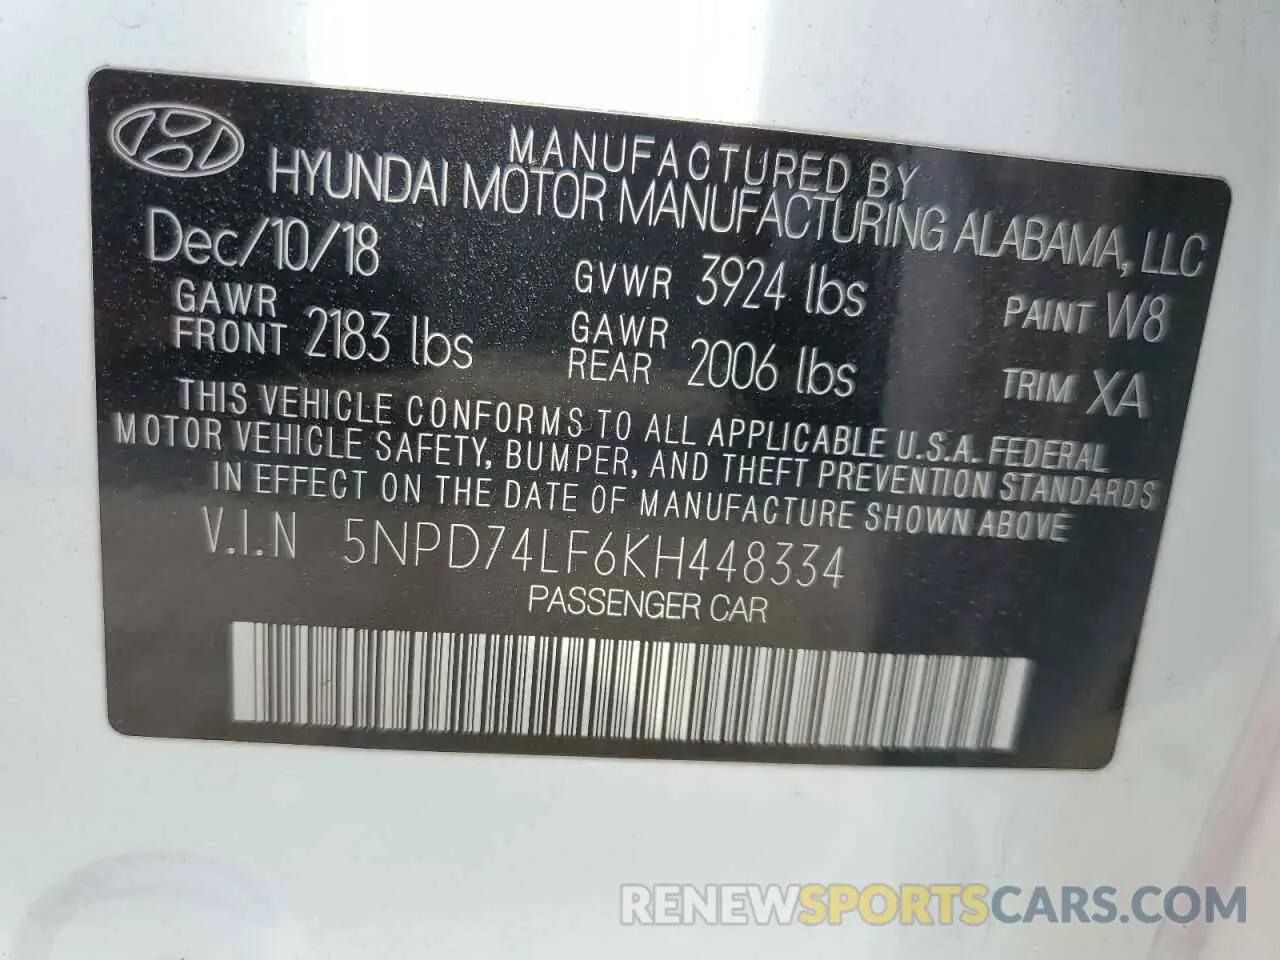 MANUFACTURED BY
HYUNDAI MOTOR MANUFACTURING ALABAMA, LLC
Dec/10/18 GVWR 3924 lbs PAINT W8
GAWR FRONT 2183 lbs GAWR REAR 2006 lbs TRIM XA
THIS VEHICLE CONFORMS TO ALL APPLICABLE U.S.A. FEDERAL
MOTOR VEHICLE SAFETY, BUMPER, AND THEFT PREVENTION STANDARDS
IN EFFECT ON THE DATE OF MANUFACTURE SHOWN ABOVE
V.I.N 5NPD74LF6KH448334
PASSENGER CAR
RENEWSPORTSCARS.COM